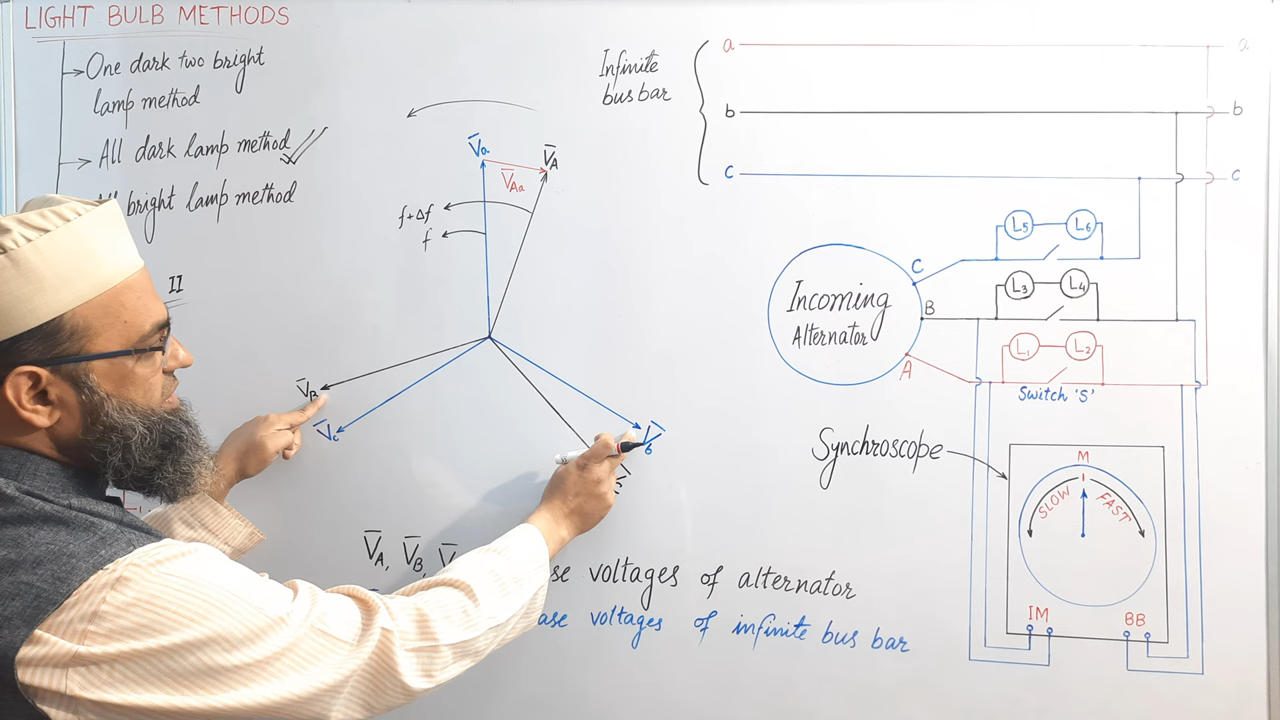 LIGHT BULB METHODS
One dark two bright
lamp method
All dark lamp method
bright lamp method
II
V̅a
V̅A
V̅Aa
f+Δf
f
V̅B
V̅c
V̅b
V̅A, V̅B, V̅
se voltages of alternator
ase voltages of infinite bus bar
Infinite
bus bar
a
a
b
b
c
c
L5 L6
C
L3 L4
B
Incoming
Alternator
L1 L2
A
Switch 'S'
Synchroscope
M
SLOW FAST
IM BB